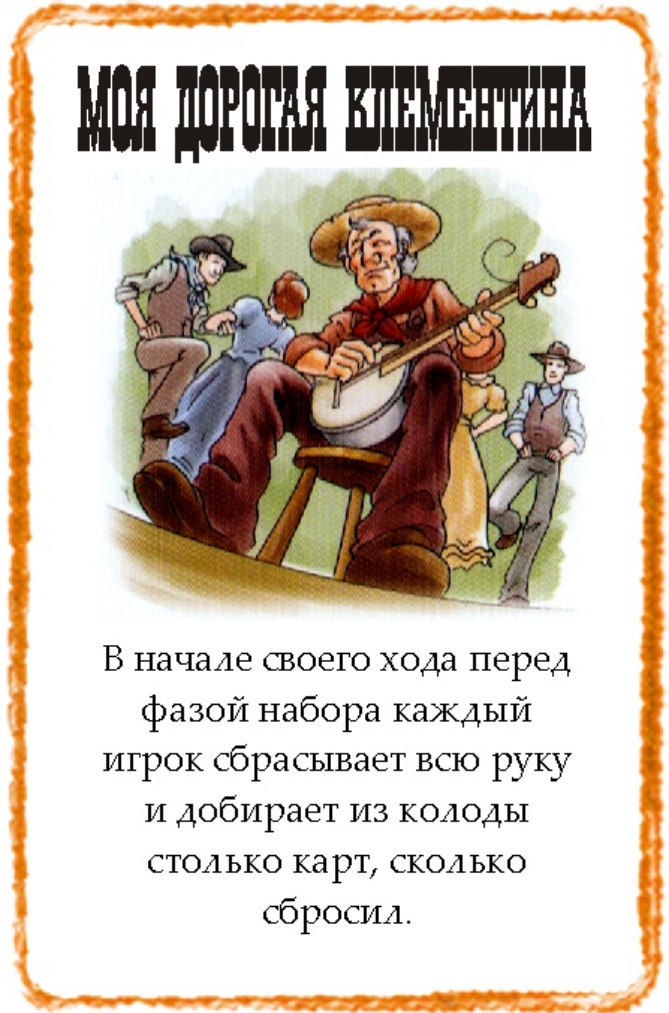 МОЯ ДОРОГАЯ КЛЕМЕНТИНА
В начале своего хода перед
фазой набора каждый
игрок сбрасывает всю руку
и добирает из колоды
столько карт, сколько
сбросил.